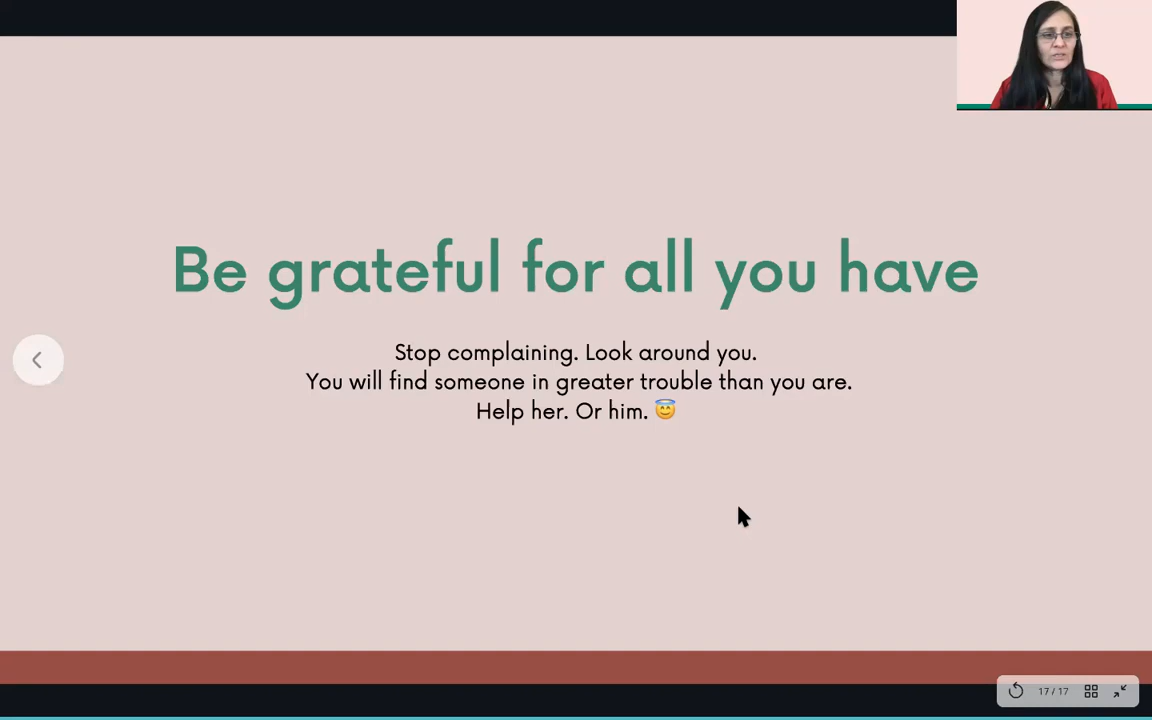 Be grateful for all you have
Stop complaining. Look around you.
You will find someone in greater trouble than you are.
Help her. Or him. 😇
17 / 17